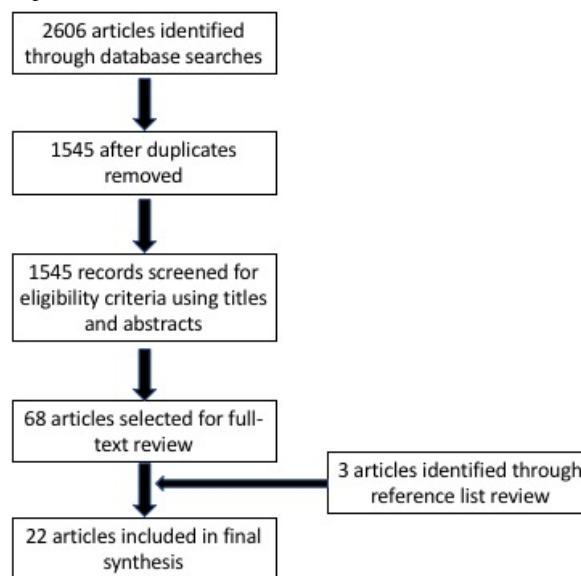 2606 articles identified
through database searches
1545 after duplicates
removed
1545 records screened for
eligibility criteria using titles
and abstracts
68 articles selected for full-
text review
3 articles identified through
reference list review
22 articles included in final
synthesis